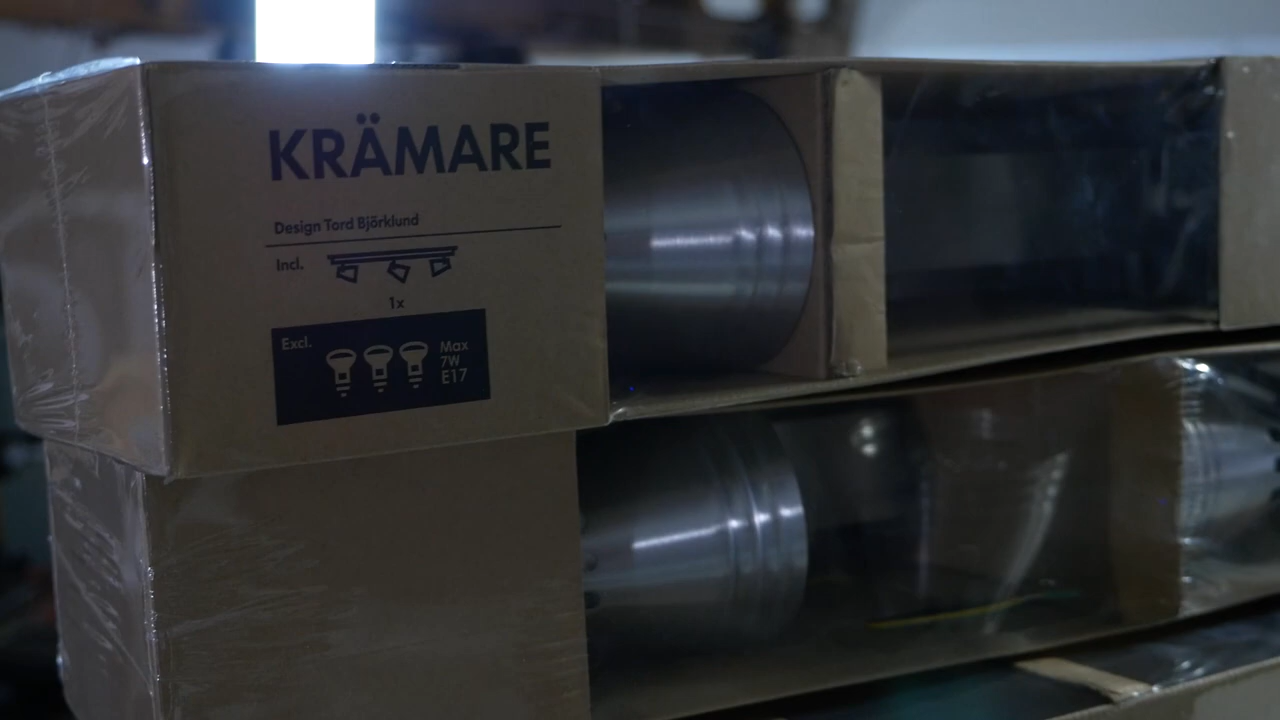 KRÄMARE
Design Tord Björklund
Incl.
1x
Excl.
Max
7W
E17